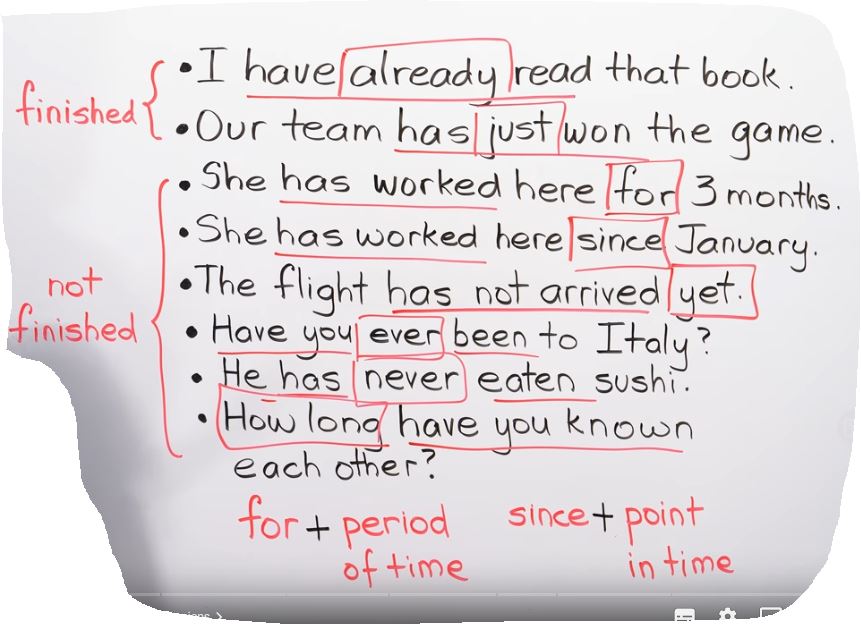 • I have already read that book.
finished {
• Our team has just won the game.
• She has worked here for 3 months.
• She has worked here since January.
not finished {
• The flight has not arrived yet.
• Have you ever been to Italy?
• He has never eaten sushi.
• How long have you known
each other?
for + period
of time
since + point
in time